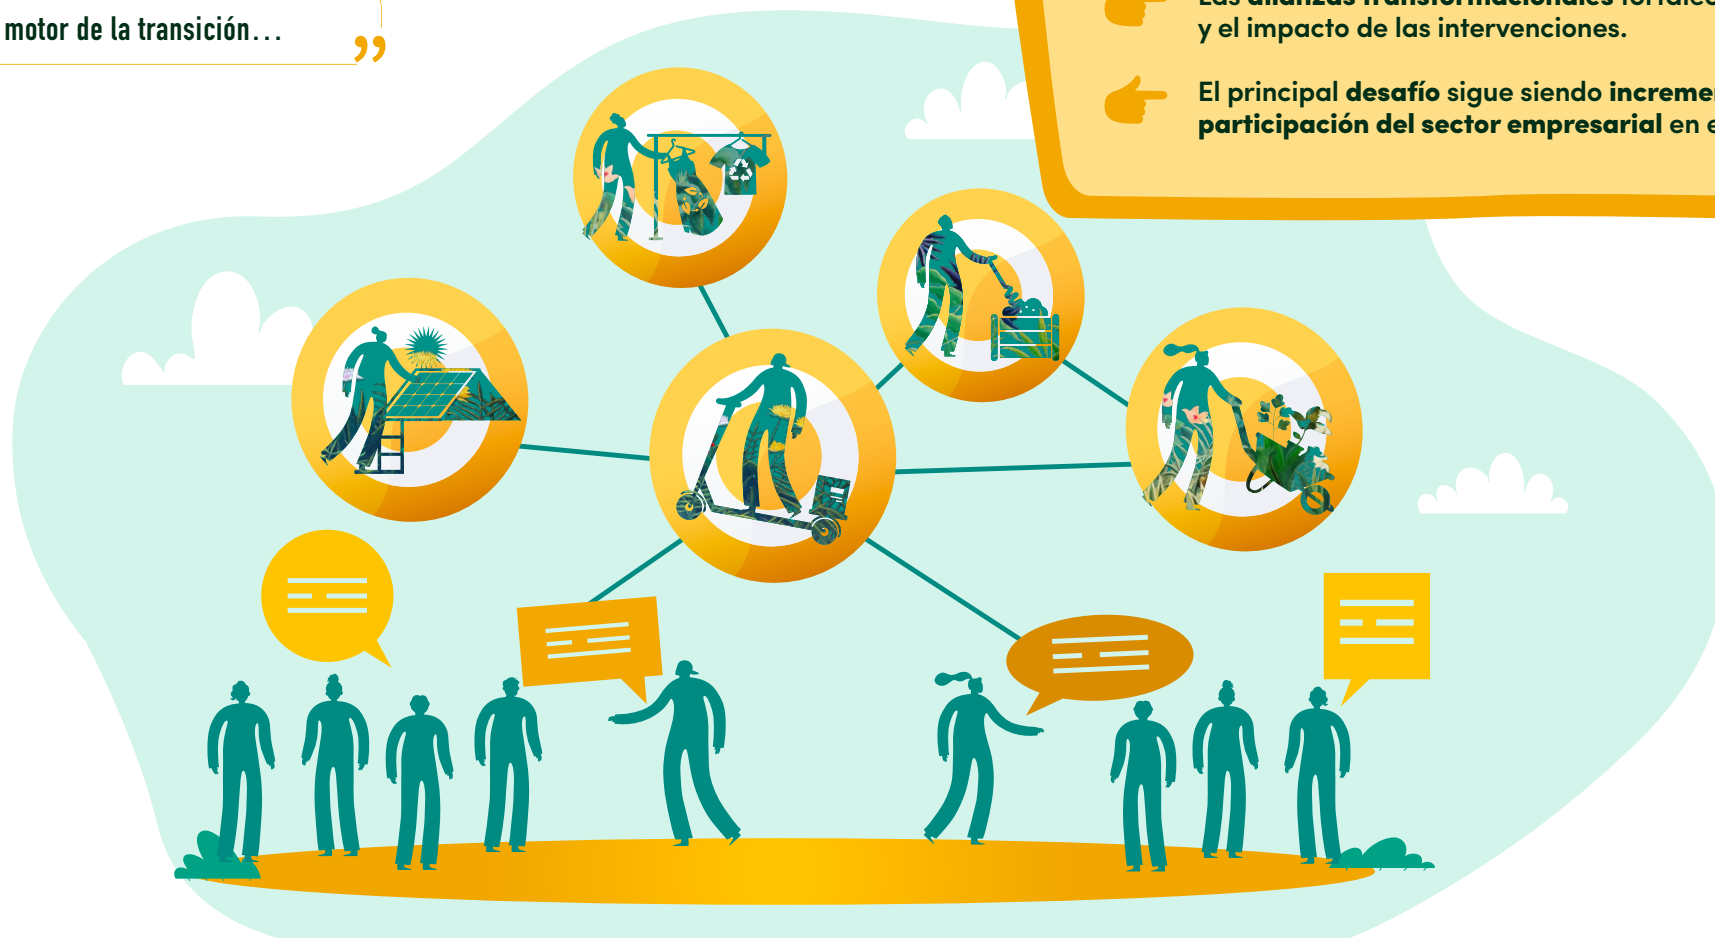 motor de la transición…
”
y el impacto de las intervenciones.
El principal desafío sigue siendo
participación del sector empresarial en